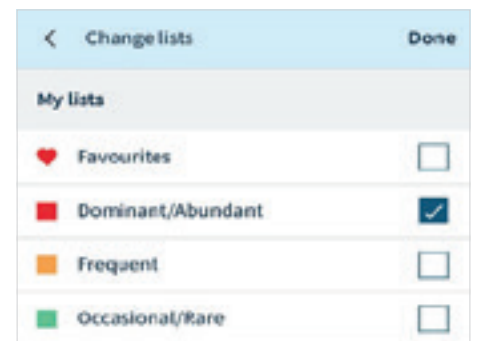 Change lists Done
My lists
Favourites
Dominant/Abundant
Frequent
Occasional/Rare